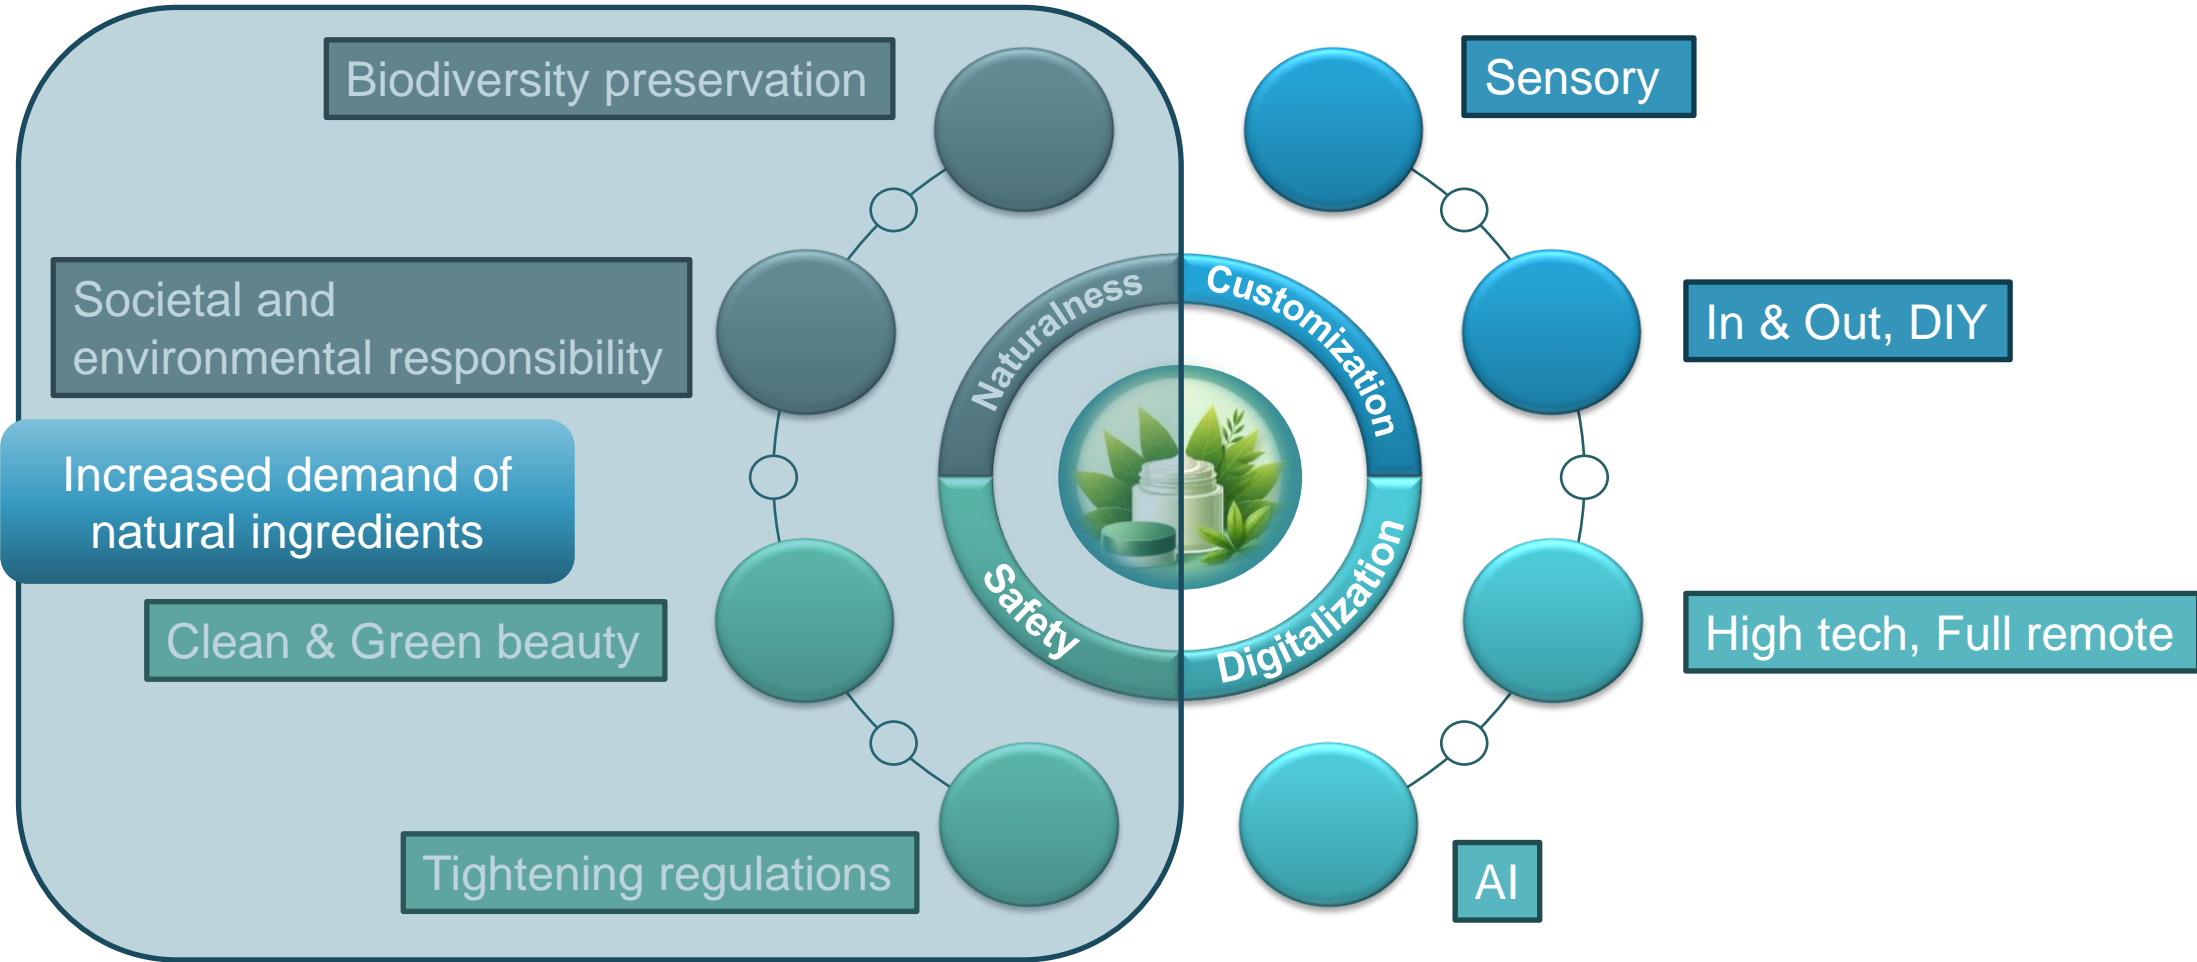 Biodiversity preservation
Sensory
Societal and
environmental responsibility
Naturalness
Customization
In & Out, DIY
Increased demand of
natural ingredients
Clean & Green beauty
Safety
Digitalization
High tech, Full remote
Tightening regulations
AI